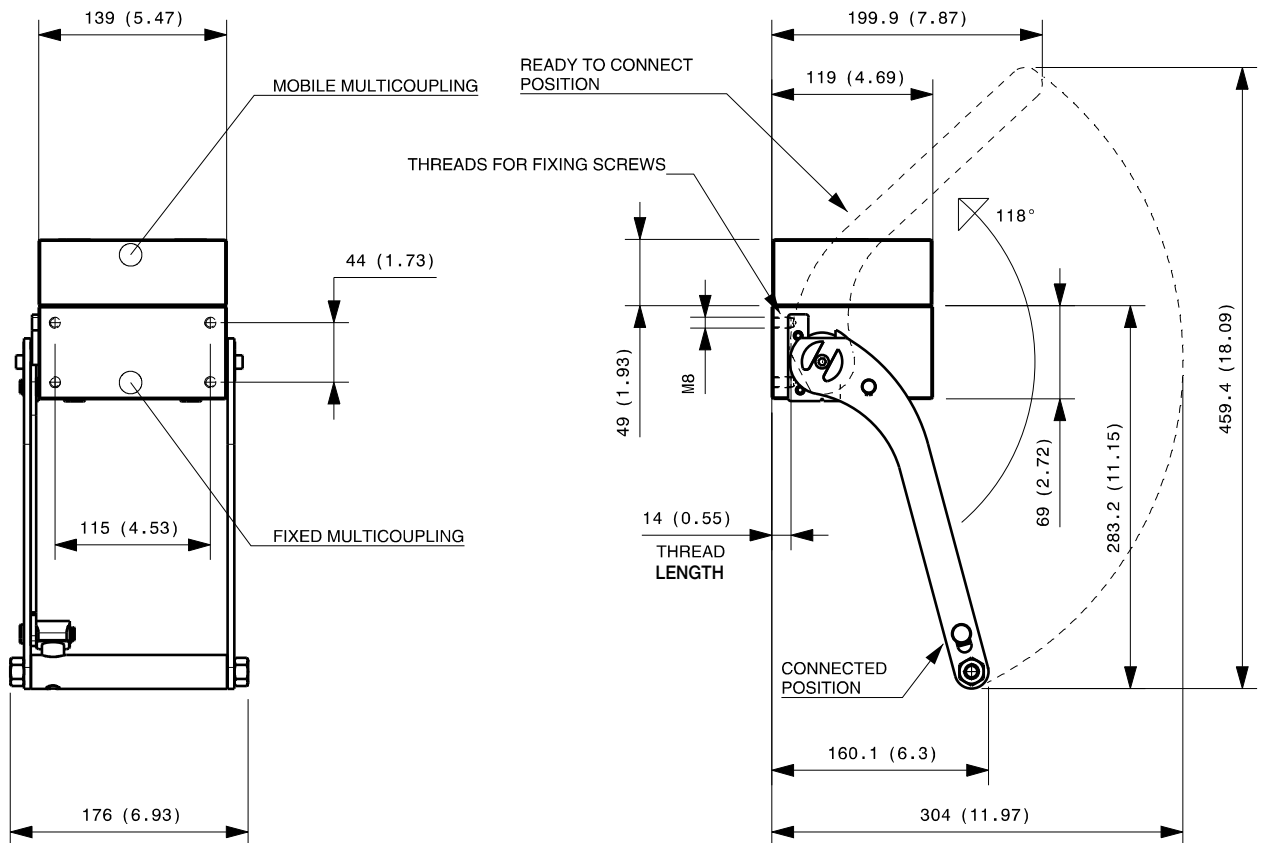 139 (5.47)
MOBILE MULTICOUPLING
44 (1.73)
115 (4.53)
FIXED MULTICOUPLING
176 (6.93)
199.9 (7.87)
READY TO CONNECT
POSITION
119 (4.69)
THREADS FOR FIXING SCREWS
118°
49 (1.93)
M8
69 (2.72)
283.2 (11.15)
459.4 (18.09)
14 (0.55)
THREAD
LENGTH
CONNECTED
POSITION
160.1 (6.3)
304 (11.97)